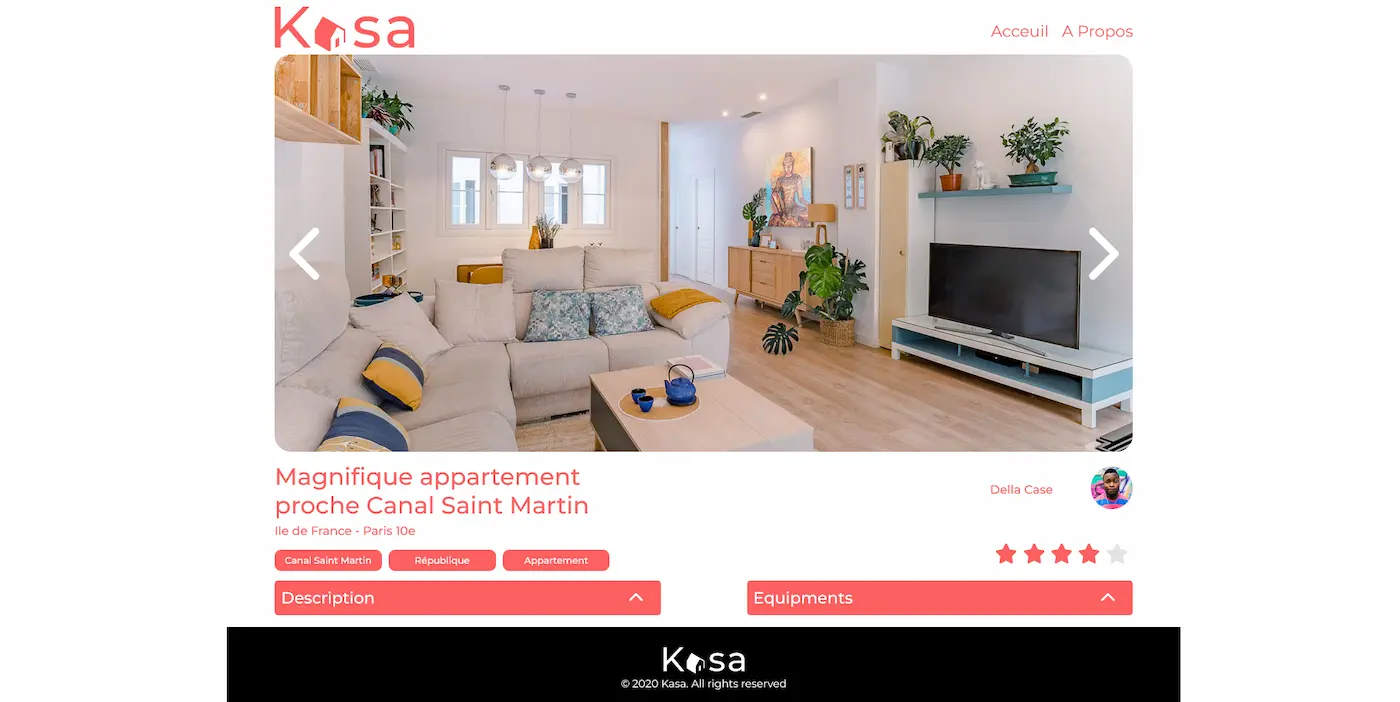 Kasa
Acceuil A Propos
Magnifique appartement
proche Canal Saint Martin
Ile de France - Paris 10e
Della Case
Canal Saint Martin
République
Appartement
Description
Equipments
Kasa
© 2020 Kasa. All rights reserved